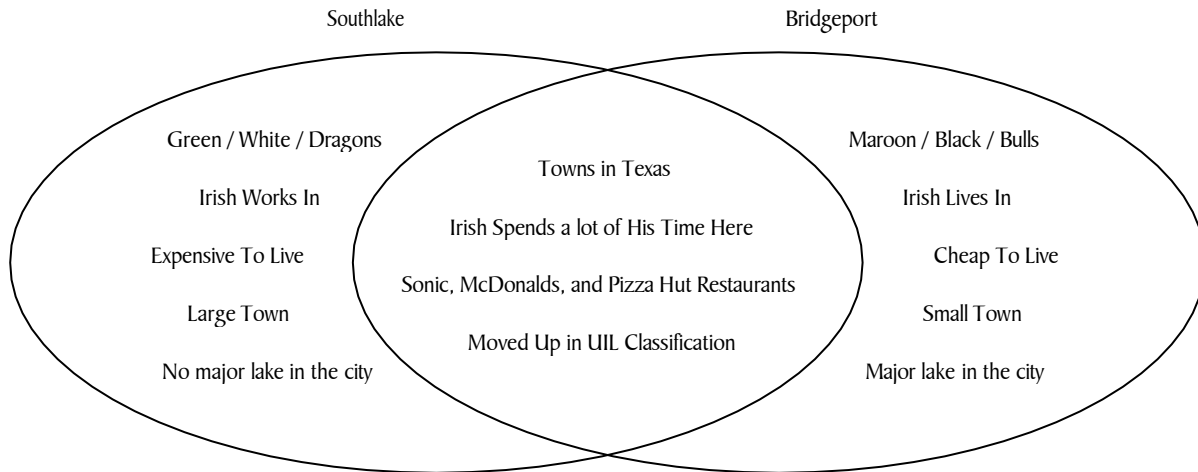 Southlake
Bridgeport
Green / White / Dragons
Irish Works In
Expensive To Live
Large Town
No major lake in the city
Towns in Texas
Irish Spends a lot of His Time Here
Sonic, McDonalds, and Pizza Hut Restaurants
Moved Up in UIL Classification
Maroon / Black / Bulls
Irish Lives In
Cheap To Live
Small Town
Major lake in the city